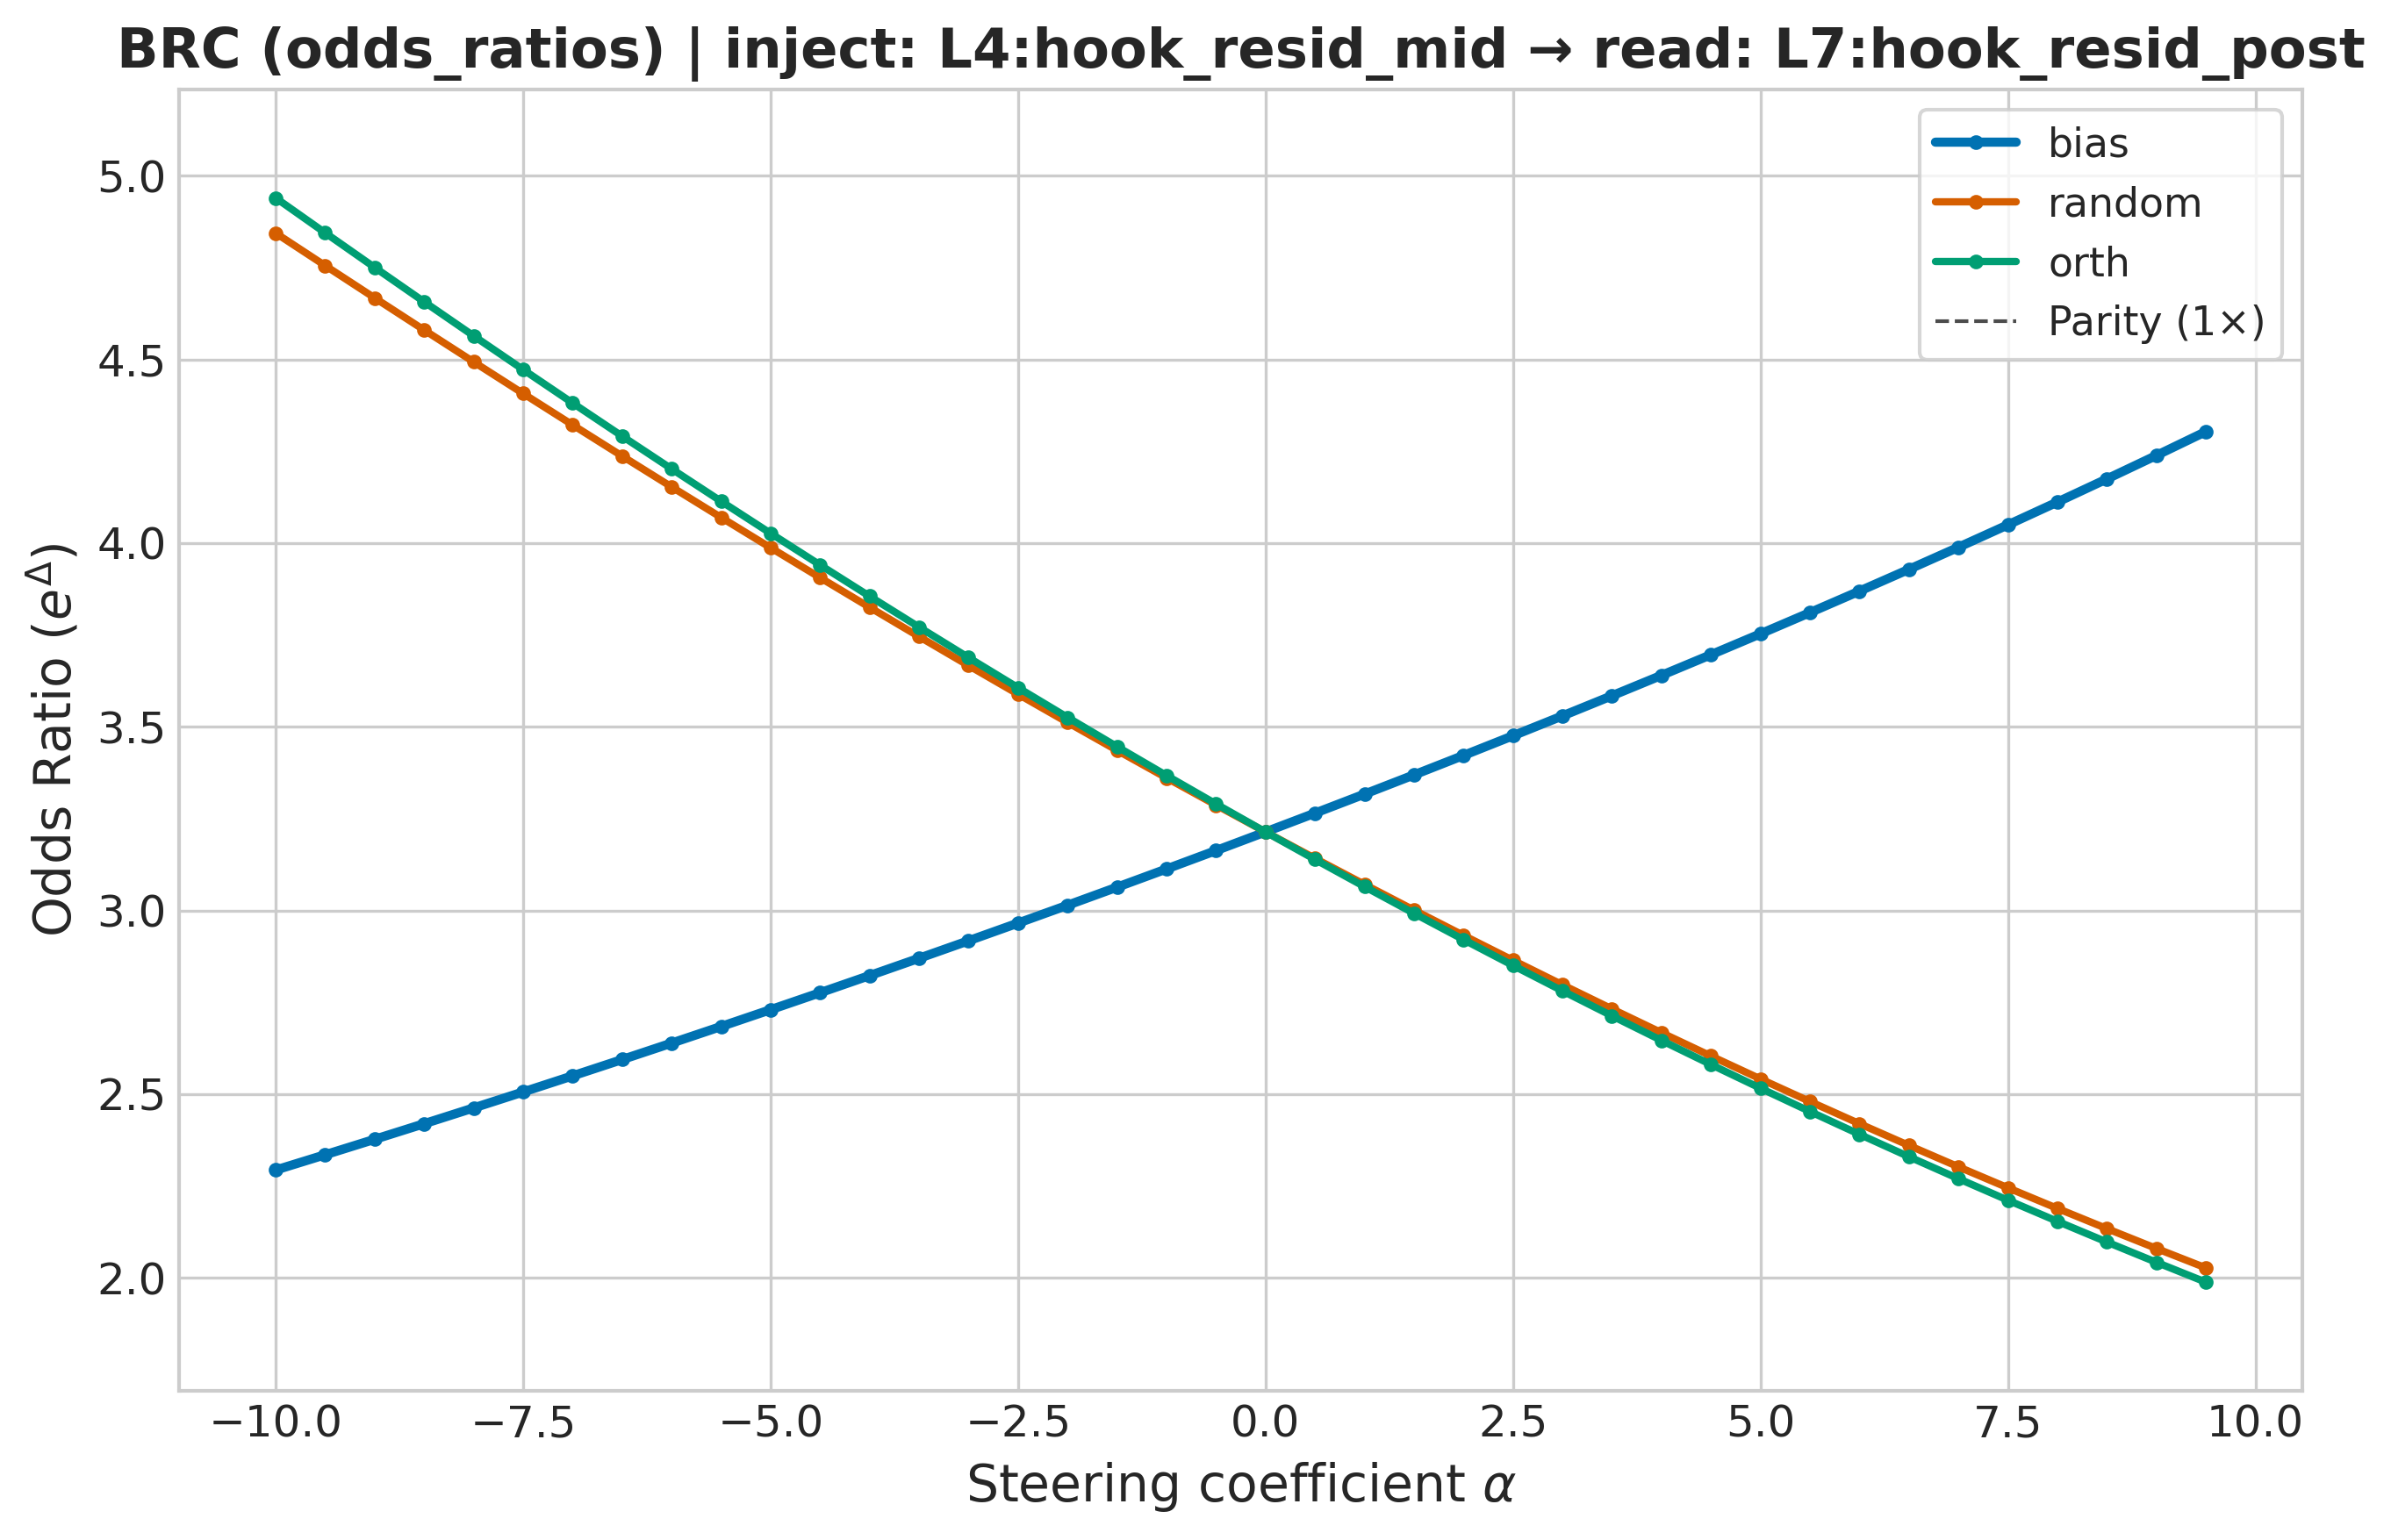 BRC (odds_ratios) | inject: L4:hook_resid_mid → read: L7:hook_resid_post
bias
random
orth
Parity (1×)
Odds Ratio (e^Δ)
5.0
4.5
4.0
3.5
3.0
2.5
2.0
−10.0 −7.5 −5.0 −2.5 0.0 2.5 5.0 7.5 10.0
Steering coefficient α